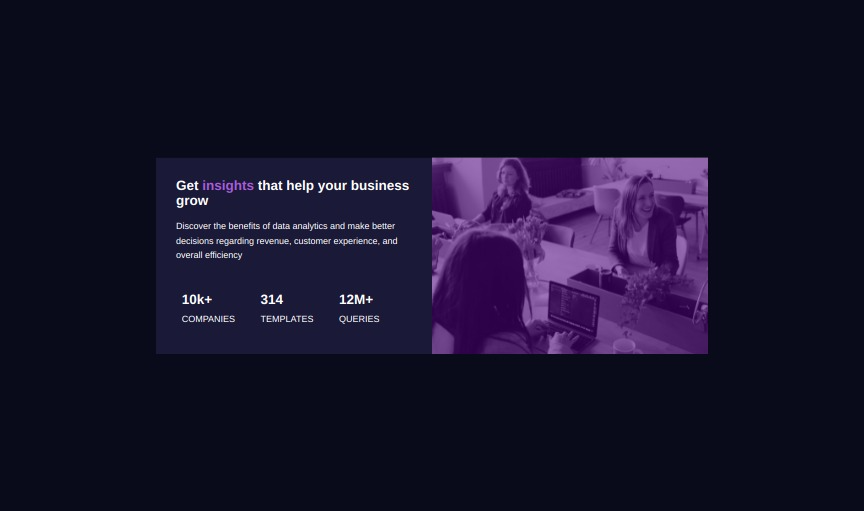 Get insights that help your business
grow
Discover the benefits of data analytics and make better
decisions regarding revenue, customer experience, and
overall efficiency
10k+ 314 12M+
COMPANIES TEMPLATES QUERIES